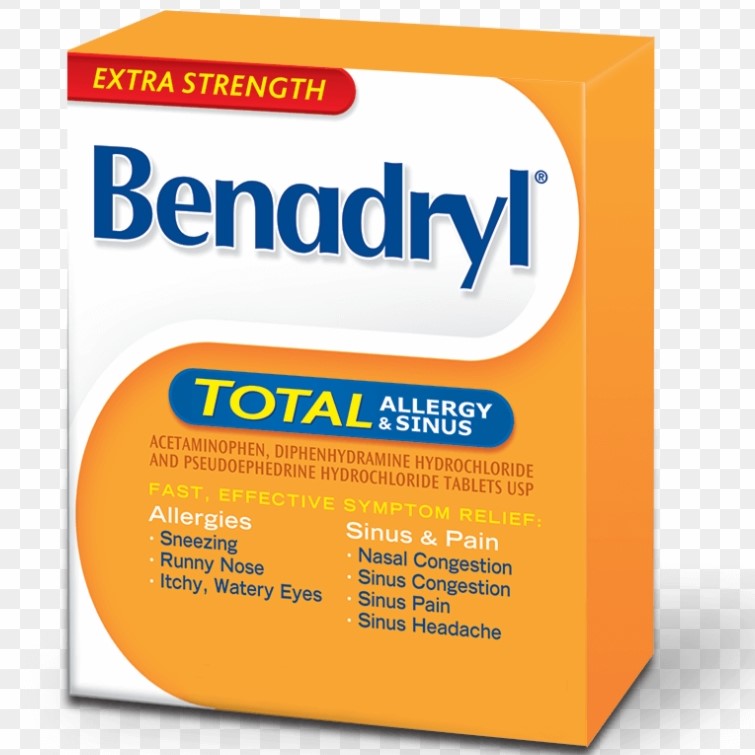 EXTRA STRENGTH
Benadryl®
TOTAL ALLERGY & SINUS
ACETAMINOPHEN, DIPHENHYDRAMINE HYDROCHLORIDE
AND PSEUDOEPHEDRINE HYDROCHLORIDE TABLETS USP
FAST, EFFECTIVE SYMPTOM RELIEF:
Allergies
· Sneezing
· Runny Nose
· Itchy, Watery Eyes
Sinus & Pain
· Nasal Congestion
· Sinus Congestion
· Sinus Pain
· Sinus Headache